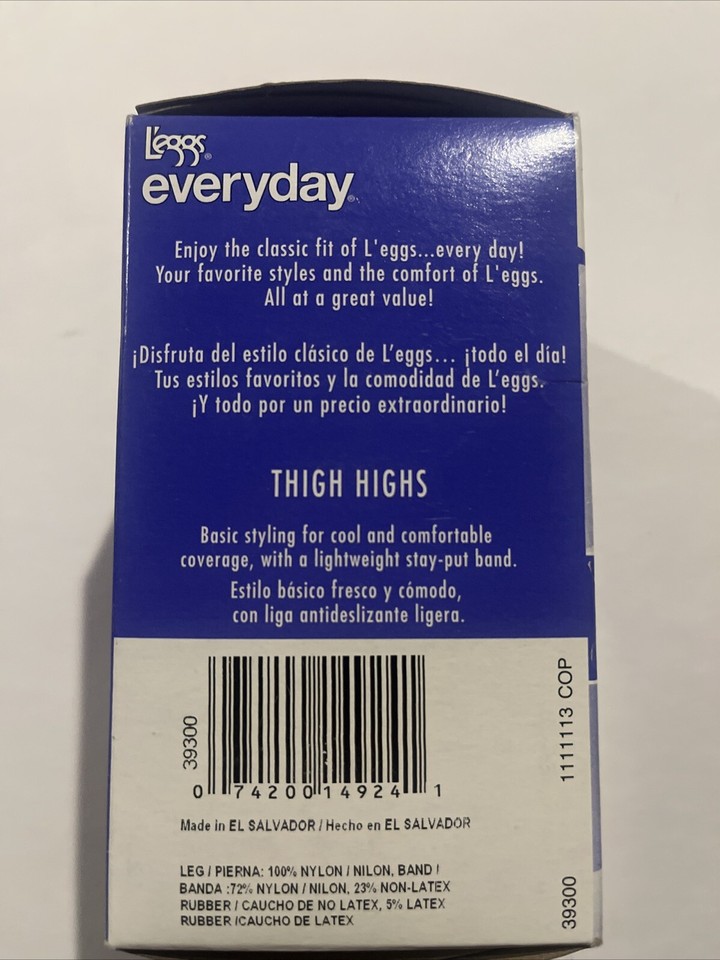 L'eggs®
everyday®
Enjoy the classic fit of L'eggs...every day!
Your favorite styles and the comfort of L'eggs.
All at a great value!
¡Disfruta del estilo clásico de L'eggs... ¡todo el día!
Tus estilos favoritos y la comodidad de L'eggs.
¡Y todo por un precio extraordinario!
THIGH HIGHS
Basic styling for cool and comfortable
coverage, with a lightweight stay-put band.
Estilo básico fresco y cómodo,
con liga antideslizante ligera.
39300
0 74200 14924 1
1111113 COP
Made in EL SALVADOR / Hecho en EL SALVADOR
LEG / PIERNA: 100% NYLON / NILON, BAND /
BANDA :72% NYLON / NILON, 23% NON-LATEX
RUBBER / CAUCHO DE NO LATEX, 5% LATEX
RUBBER /CAUCHO DE LATEX
39300